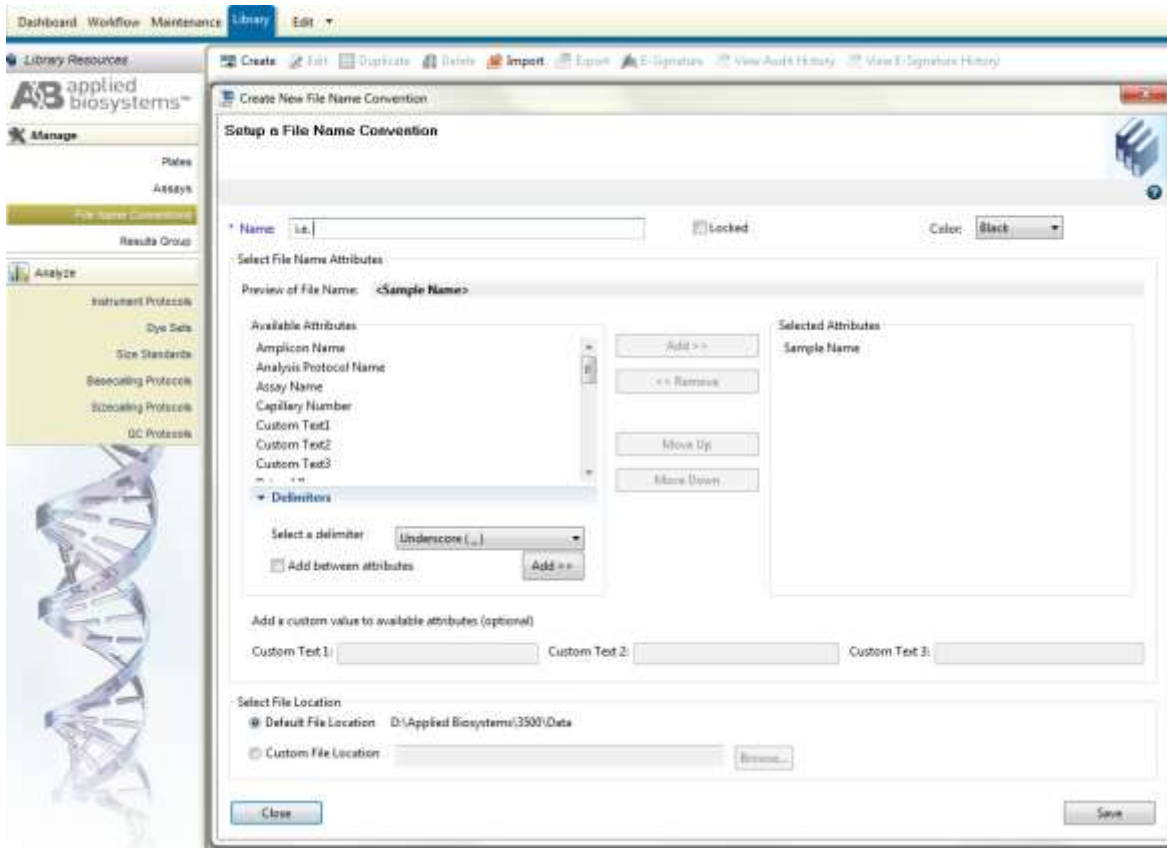 Dashboard Workflow Maintenance Library Edit
Library Resources
Create Edit Duplicate Delete Import Export E-Signature View Audit History View E-Signature History
AB applied biosystems™
Create New File Name Convention
Manage
Setup a File Name Convention
Plates
Assays
File Name Conventions
Results Group
* Name: i.e.
Locked
Color: Black
Analyze
Instrument Protocols
Dye Sets
Size Standards
Basecalling Protocols
Sizecalling Protocols
QC Protocols
Select File Name Attributes
Preview of File Name: <Sample Name>
Available Attributes
Amplicon Name
Analysis Protocol Name
Assay Name
Capillary Number
Custom Text1
Custom Text2
Custom Text3
Add >>
<< Remove
Move Up
Move Down
Selected Attributes
Sample Name
Delimiters
Select a delimiter Underscore ( _ )
Add between attributes Add >>
Add a custom value to available attributes (optional)
Custom Text 1: Custom Text 2: Custom Text 3:
Select File Location
Default File Location D:\Applied Biosystems\3500\Data
Custom File Location Browse...
Close Save